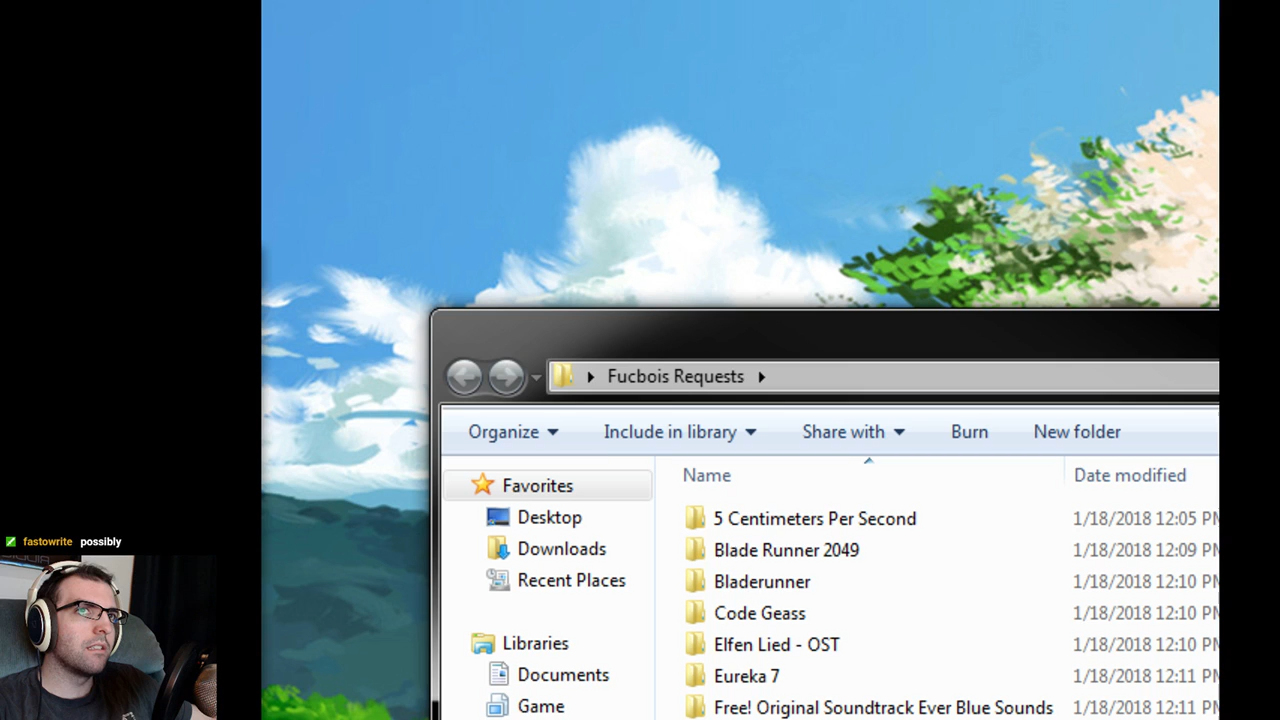 Fucbois Requests
Organize Include in library Share with Burn New folder
Name Date modified
Favorites
Desktop
Downloads
Recent Places
Libraries
Documents
Game
5 Centimeters Per Second 1/18/2018 12:05 PM
Blade Runner 2049 1/18/2018 12:09 PM
Bladerunner 1/18/2018 12:10 PM
Code Geass 1/18/2018 12:10 PM
Elfen Lied - OST 1/18/2018 12:10 PM
Eureka 7 1/18/2018 12:11 PM
Free! Original Soundtrack Ever Blue Sounds 1/18/2018 12:11 PM
fastowrite possibly